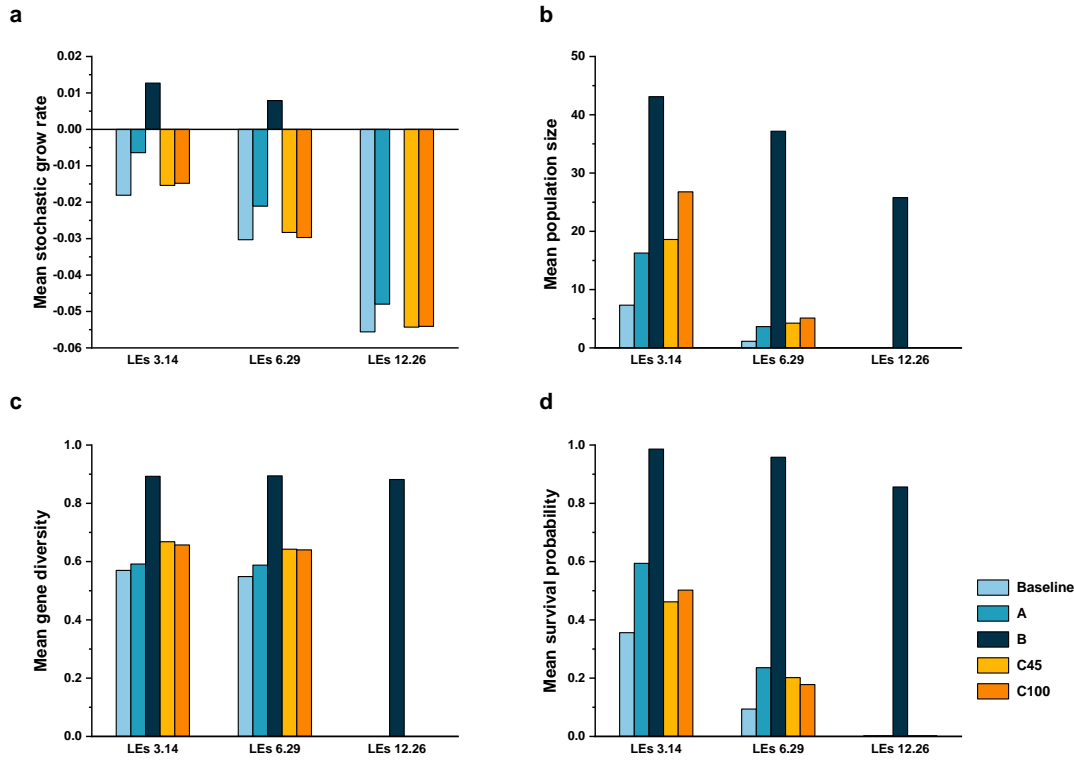 a
Mean stochastic grow rate
0.02
0.01
0.00
-0.01
-0.02
-0.03
-0.04
-0.05
-0.06
LEs 3.14 LEs 6.29 LEs 12.26
b
Mean population size
50
40
30
20
10
0
LEs 3.14 LEs 6.29 LEs 12.26
c
Mean gene diversity
1.0
0.8
0.6
0.4
0.2
0.0
LEs 3.14 LEs 6.29 LEs 12.26
d
Mean survival probability
1.0
0.8
0.6
0.4
0.2
0.0
LEs 3.14 LEs 6.29 LEs 12.26
Baseline
A
B
C45
C100